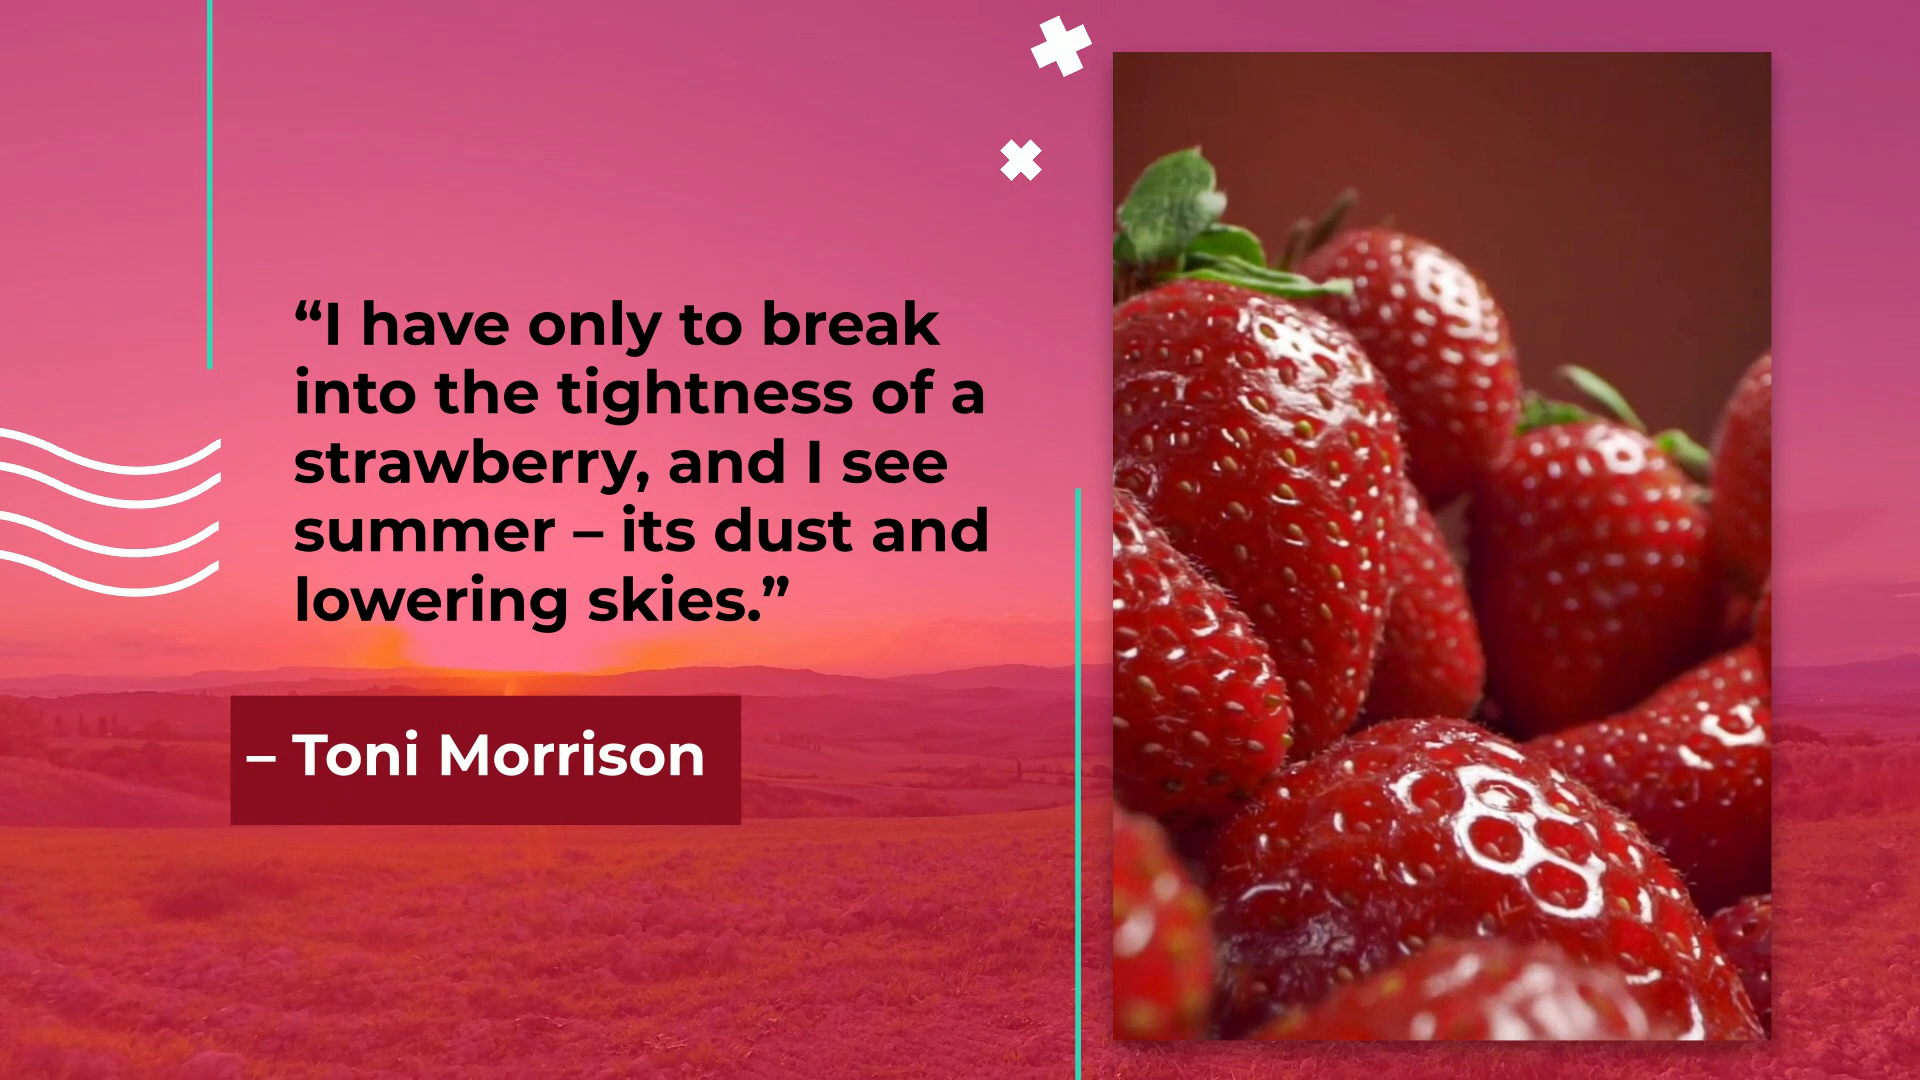 “I have only to break
into the tightness of a
strawberry, and I see
summer – its dust and
lowering skies.”
– Toni Morrison